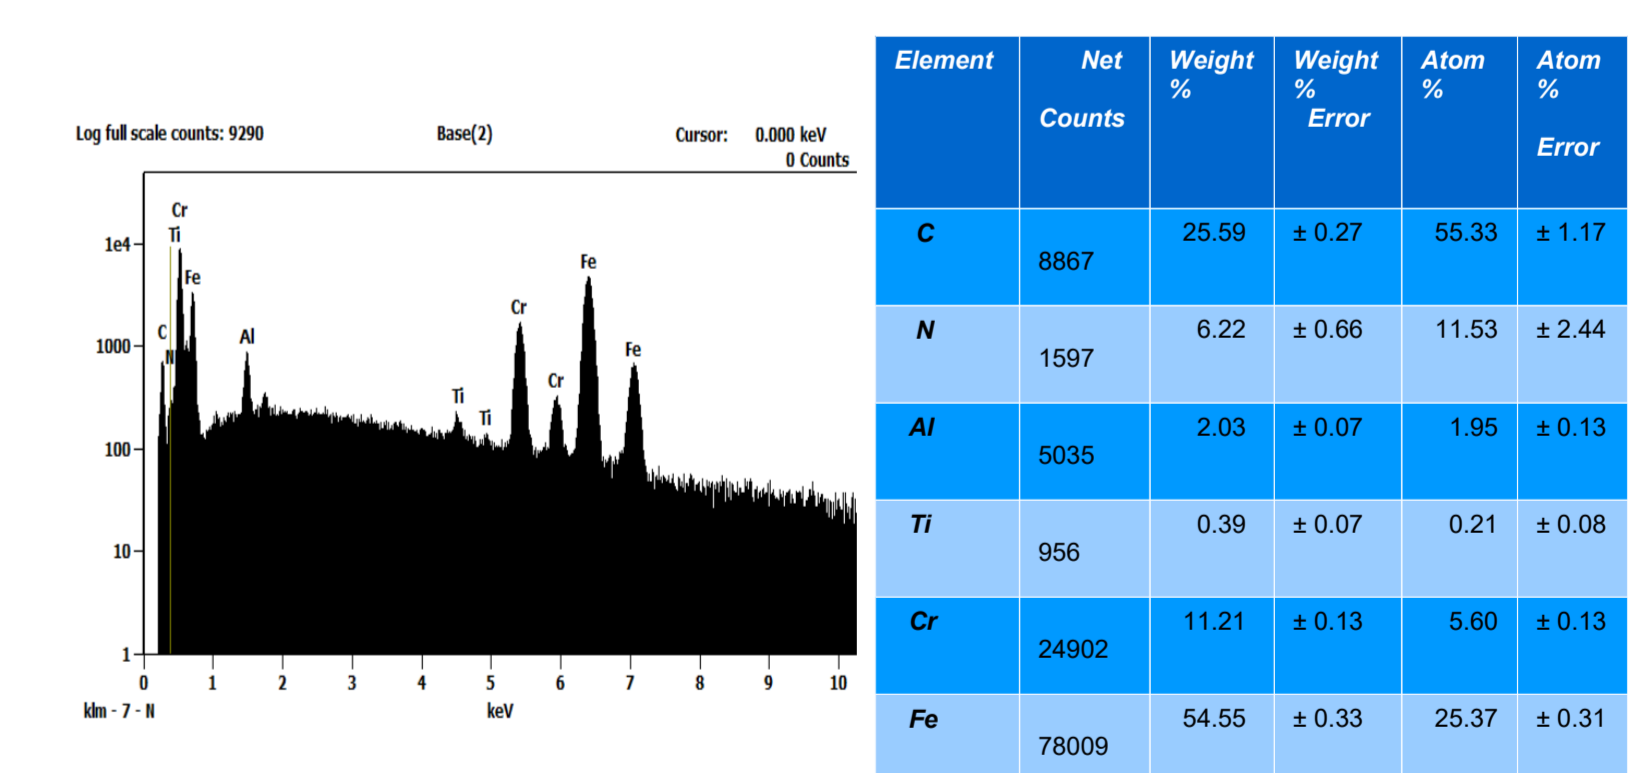 Log full scale counts: 9290 Base(2) Cursor: 0.000 keV
0 Counts
Cr
Ti
1e4
Fe
Fe
C
N
Al
Cr
Fe
1000
Cr
Ti
Ti
100
10
1
0 1 2 3 4 5 6 7 8 9 10
klm - 7 - N keV
Element Net Counts Weight % Weight % Error Atom % Atom % Error
C 8867 25.59 ± 0.27 55.33 ± 1.17
N 1597 6.22 ± 0.66 11.53 ± 2.44
Al 5035 2.03 ± 0.07 1.95 ± 0.13
Ti 956 0.39 ± 0.07 0.21 ± 0.08
Cr 24902 11.21 ± 0.13 5.60 ± 0.13
Fe 78009 54.55 ± 0.33 25.37 ± 0.31